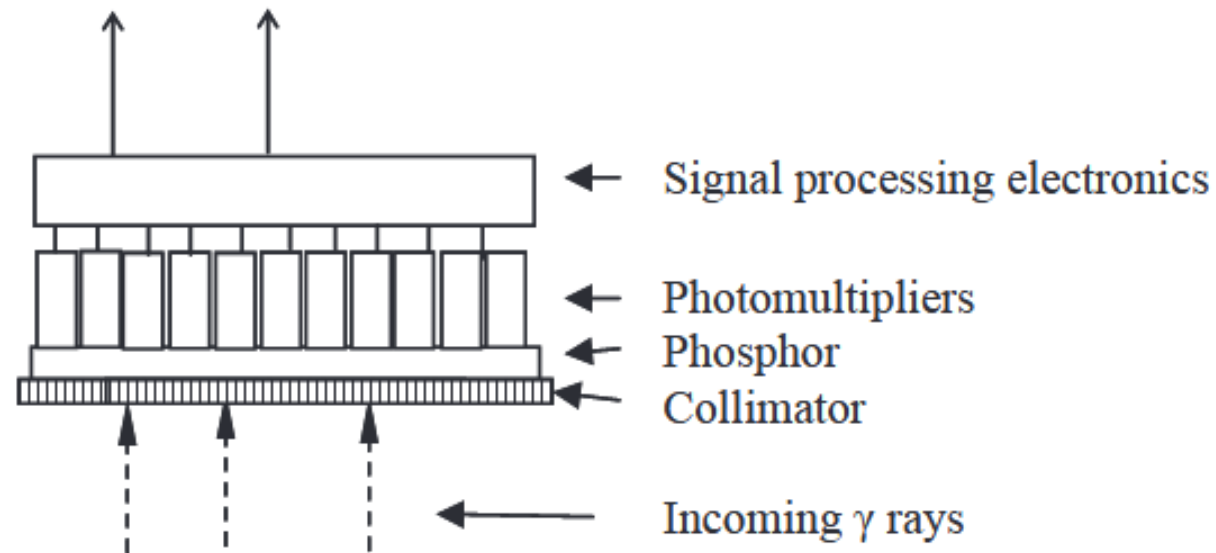 Signal processing electronics
Photomultipliers
Phosphor
Collimator
Incoming γ rays